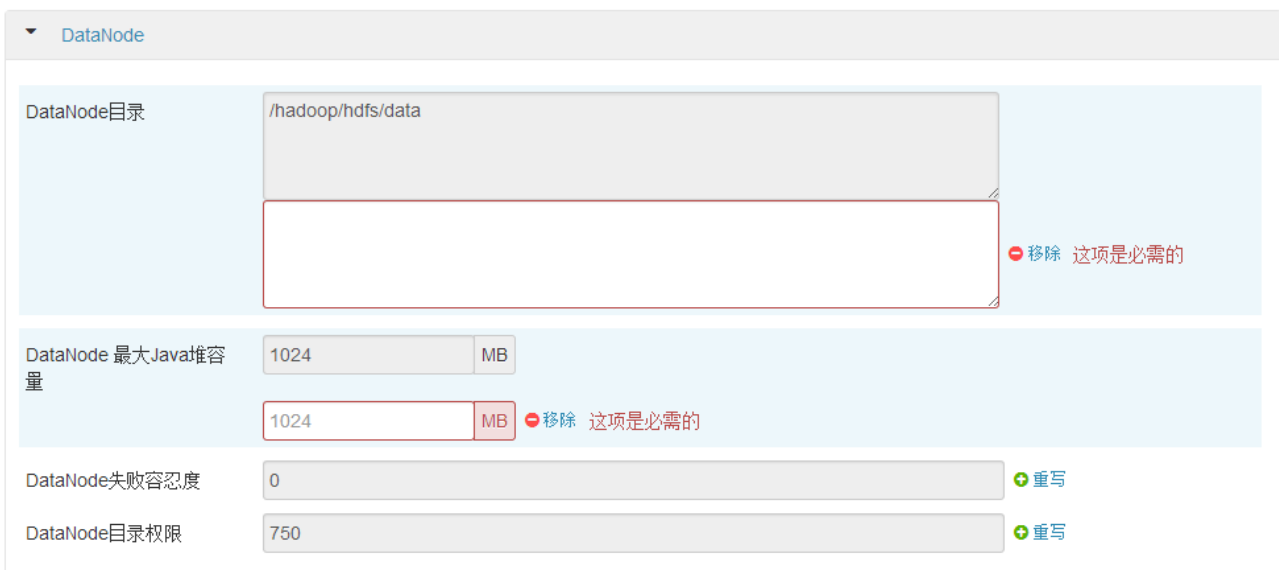 DataNode
DataNode目录
/hadoop/hdfs/data
移除 这项是必需的
DataNode 最大Java堆容
量
1024 MB
1024 MB 移除 这项是必需的
DataNode失败容忍度 0 重写
DataNode目录权限 750 重写